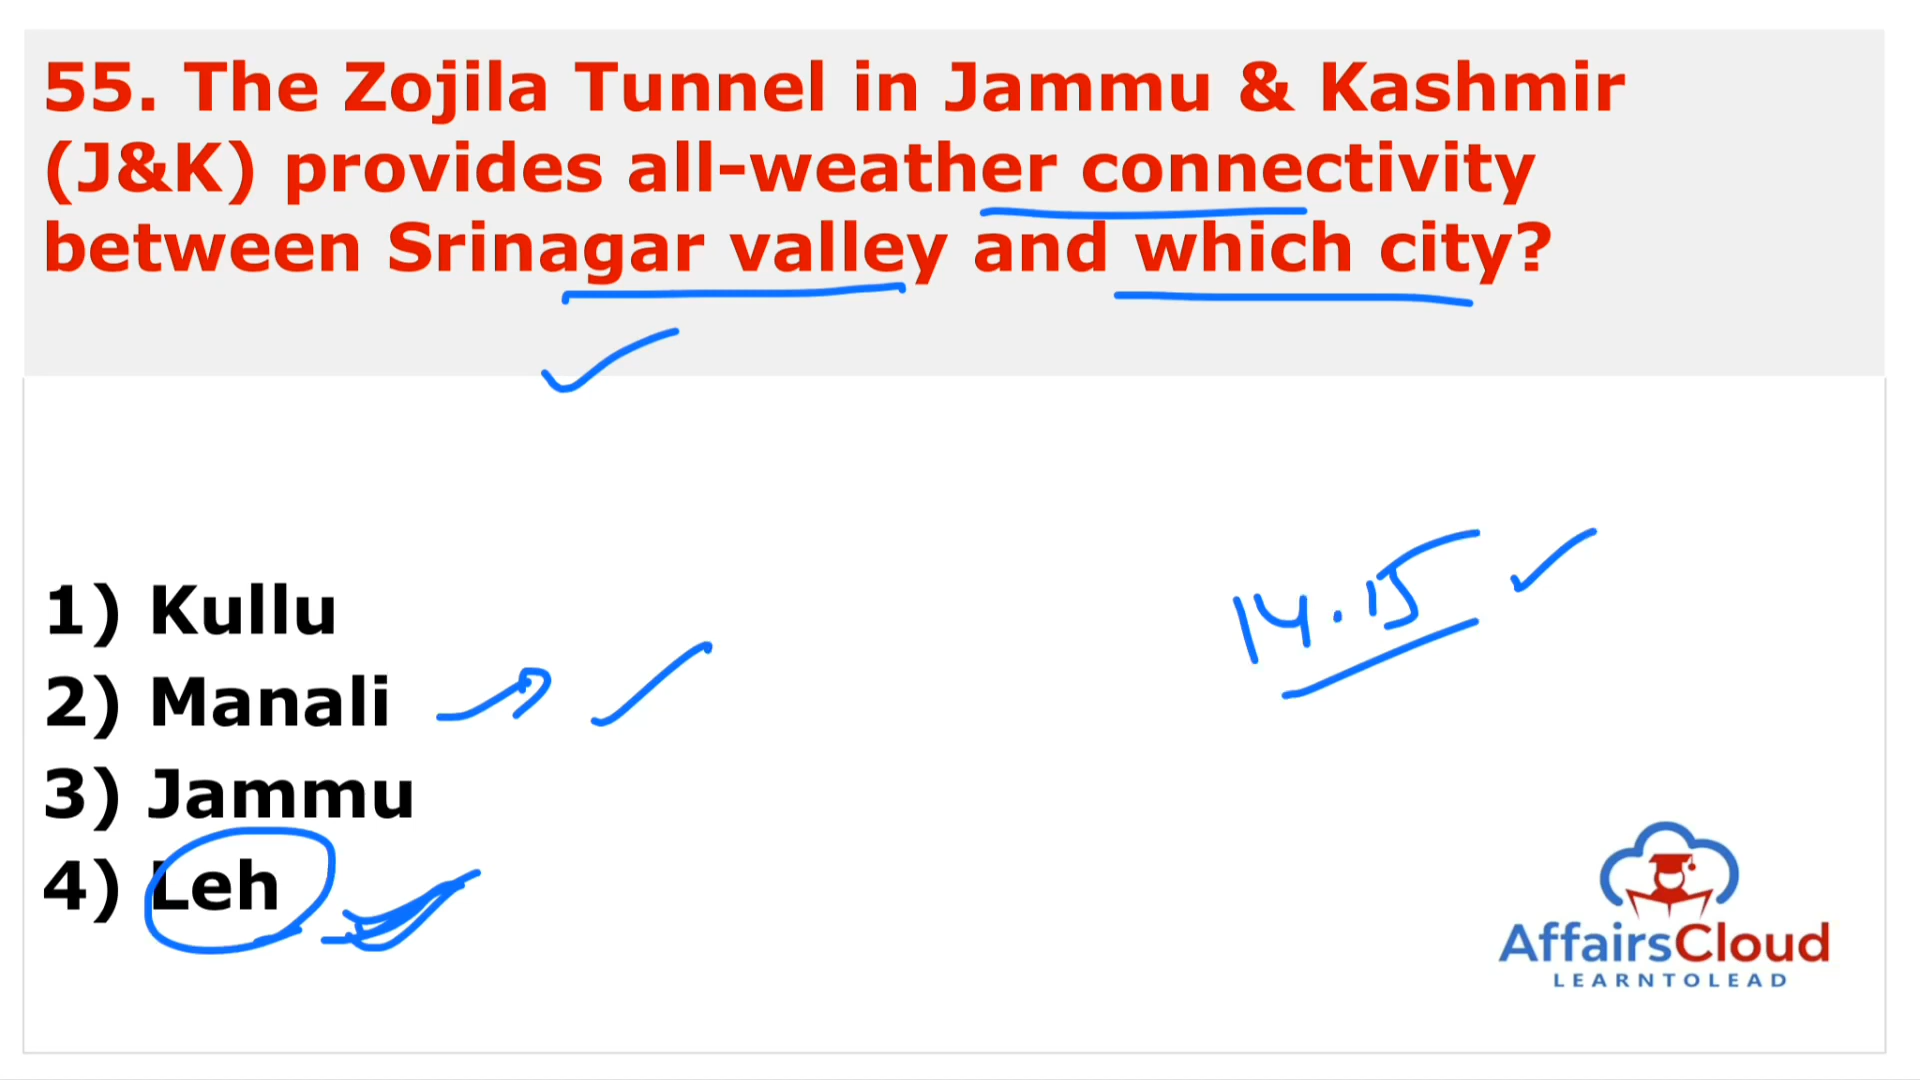 55. The Zojila Tunnel in Jammu & Kashmir
(J&K) provides all-weather connectivity
between Srinagar valley and which city?
1) Kullu
2) Manali
3) Jammu
4) Leh
14.15
AffairsCloud
LEARNTOLEAD